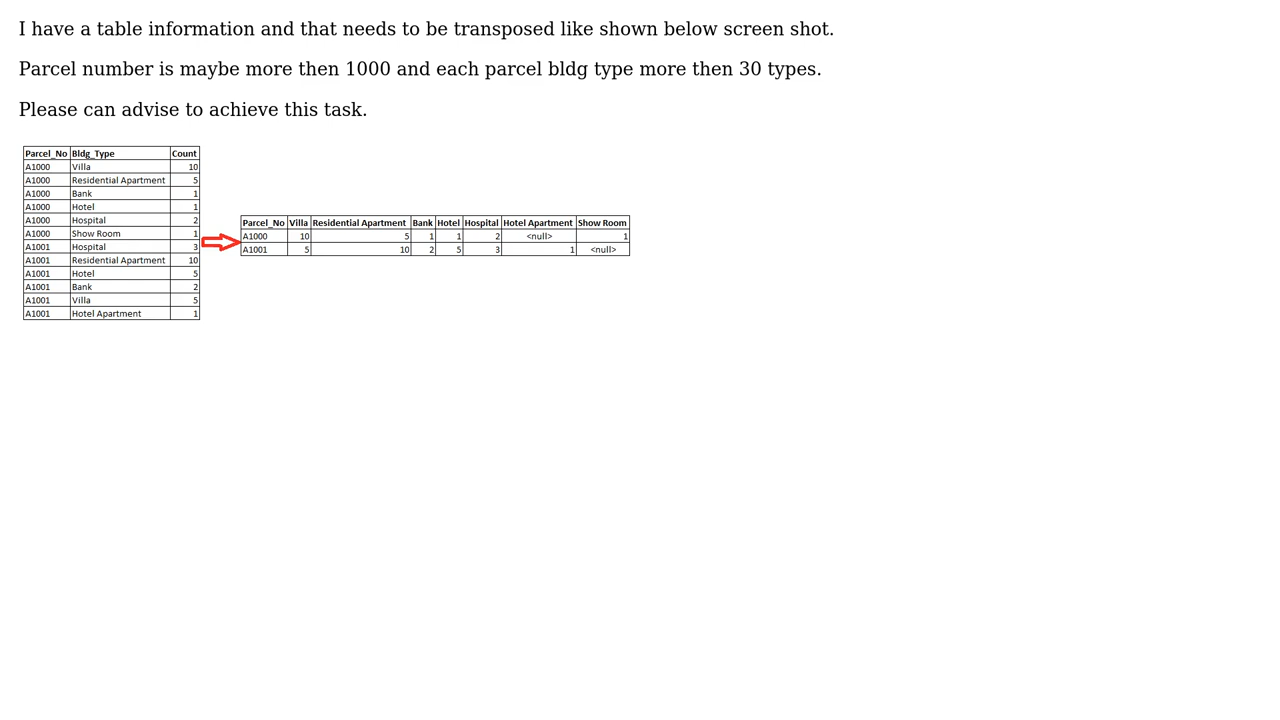 I have a table information and that needs to be transposed like shown below screen shot.
Parcel number is maybe more then 1000 and each parcel bldg type more then 30 types.
Please can advise to achieve this task.
Parcel_No Bldg_Type Count
A1000 Villa 10
A1000 Residential Apartment 5
A1000 Bank 1
A1000 Hotel 1
A1000 Hospital 2
A1000 Show Room 1
A1001 Hospital 3
A1001 Residential Apartment 10
A1001 Hotel 5
A1001 Bank 2
A1001 Villa 5
A1001 Hotel Apartment 1
Parcel_No Villa Residential Apartment Bank Hotel Hospital Hotel Apartment Show Room
A1000 10 5 1 1 2 <null> 1
A1001 5 10 2 5 3 1 <null>